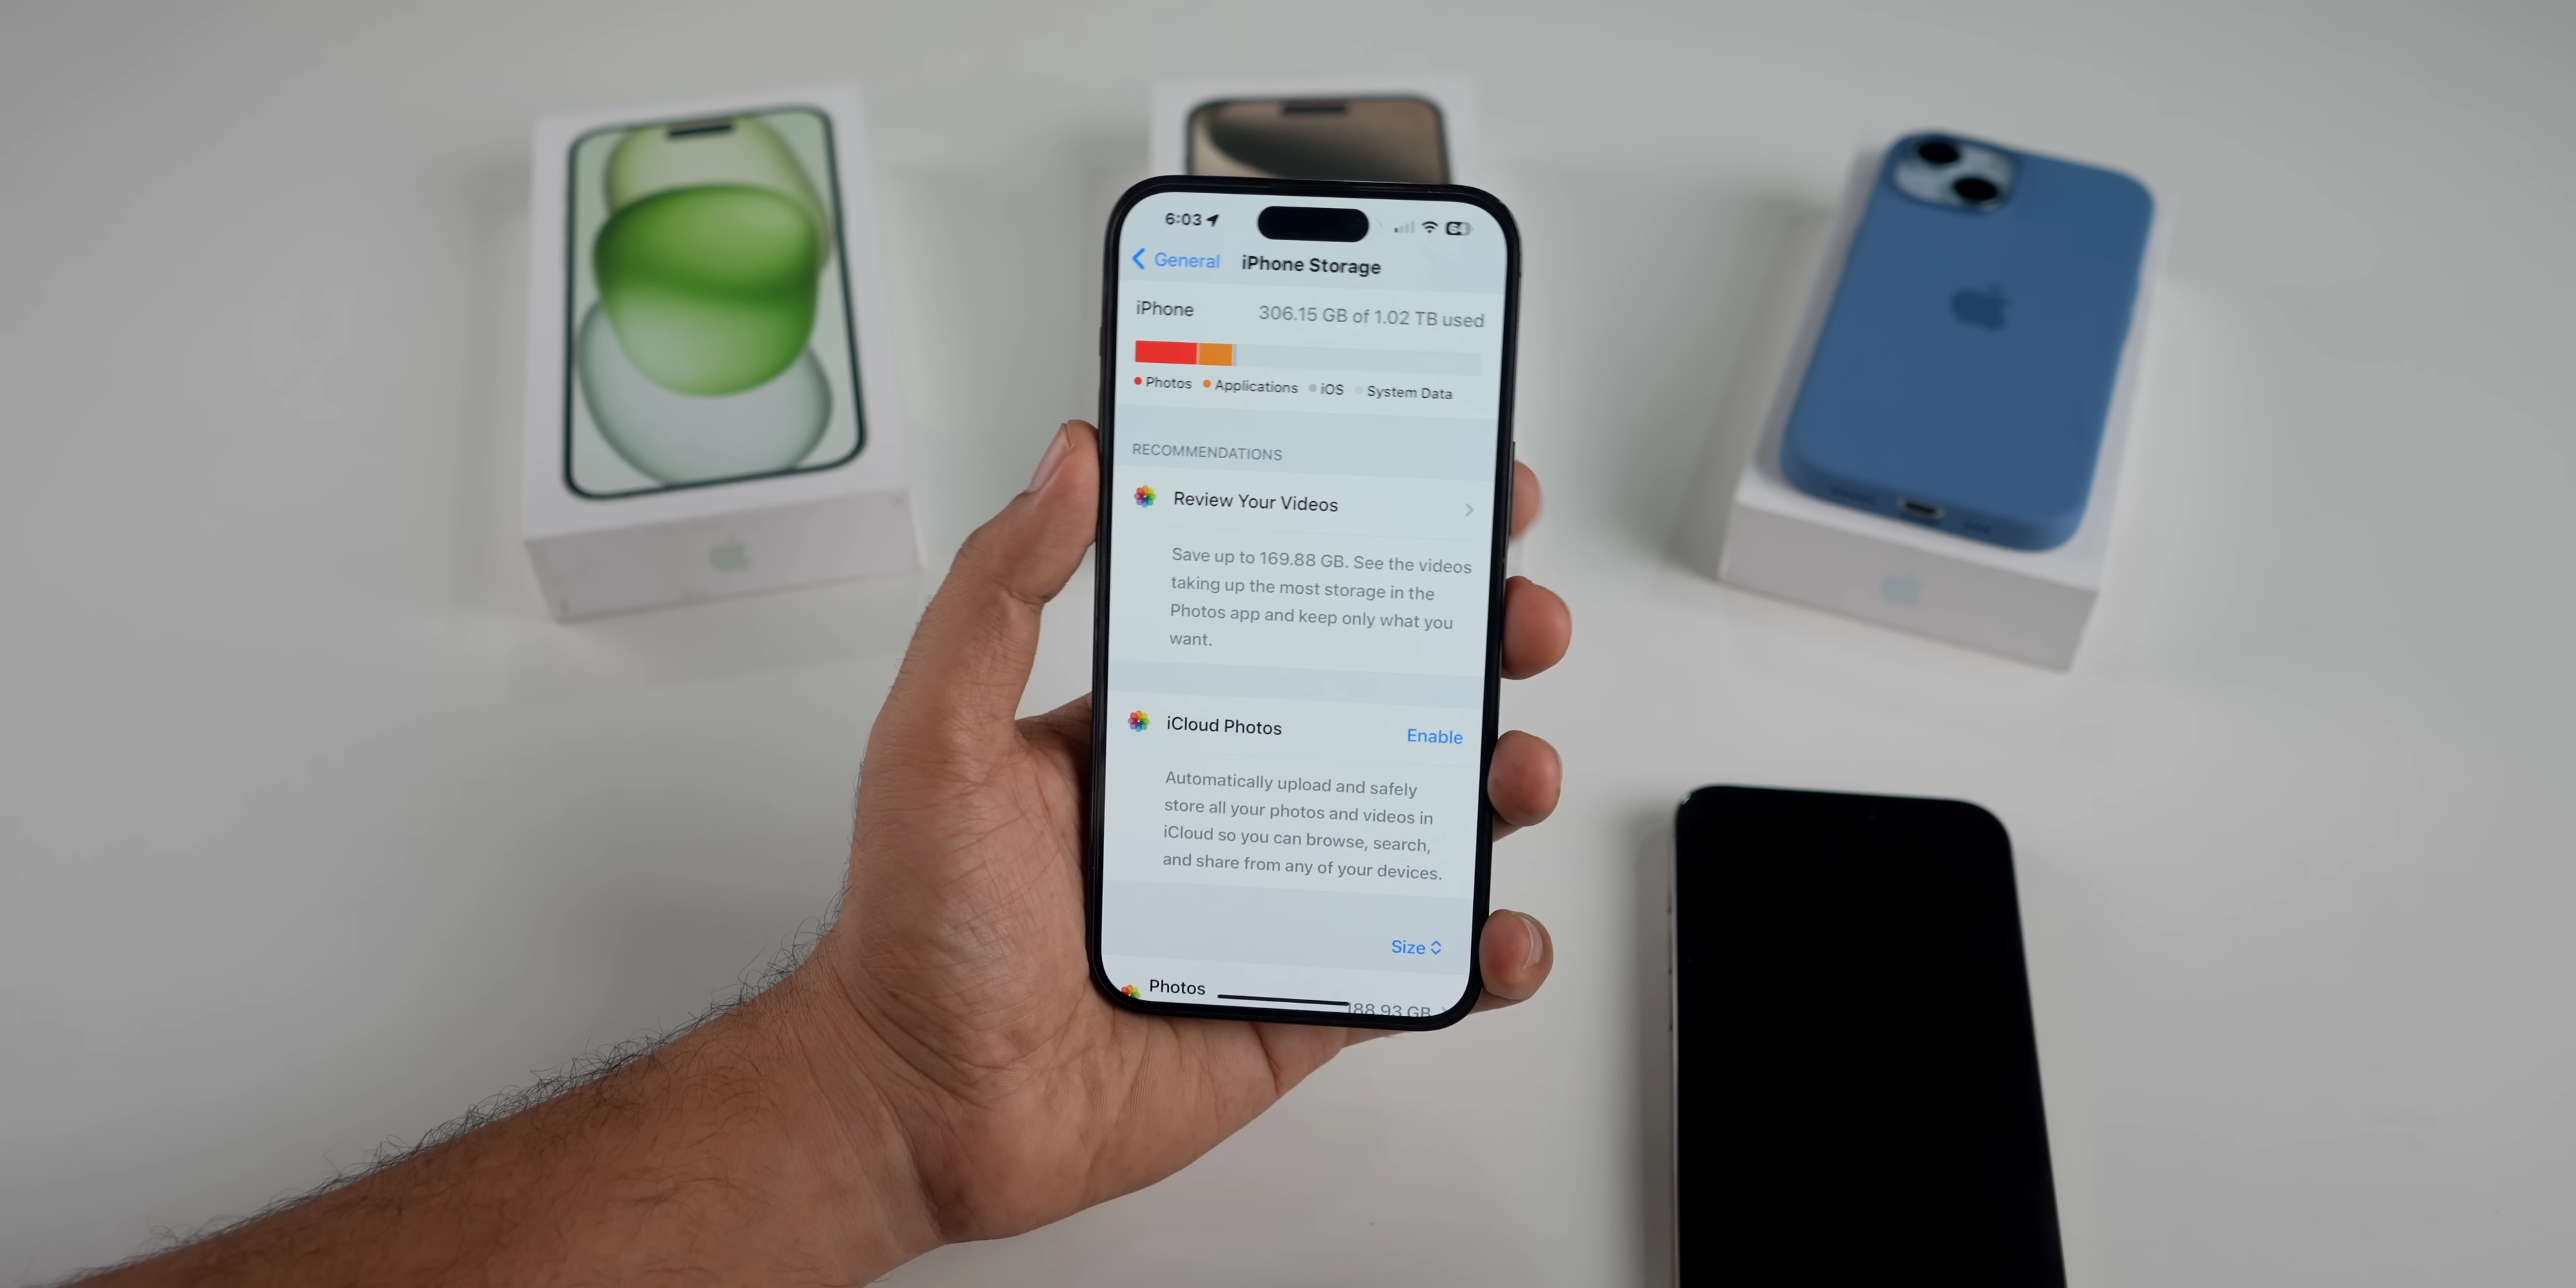 6:03
General iPhone Storage
iPhone 306.15 GB of 1.02 TB used
Photos Applications iOS System Data
RECOMMENDATIONS
Review Your Videos
Save up to 169.88 GB. See the videos
taking up the most storage in the
Photos app and keep only what you
want.
iCloud Photos Enable
Automatically upload and safely
store all your photos and videos in
iCloud so you can browse, search,
and share from any of your devices.
Size
Photos 188.93 GB